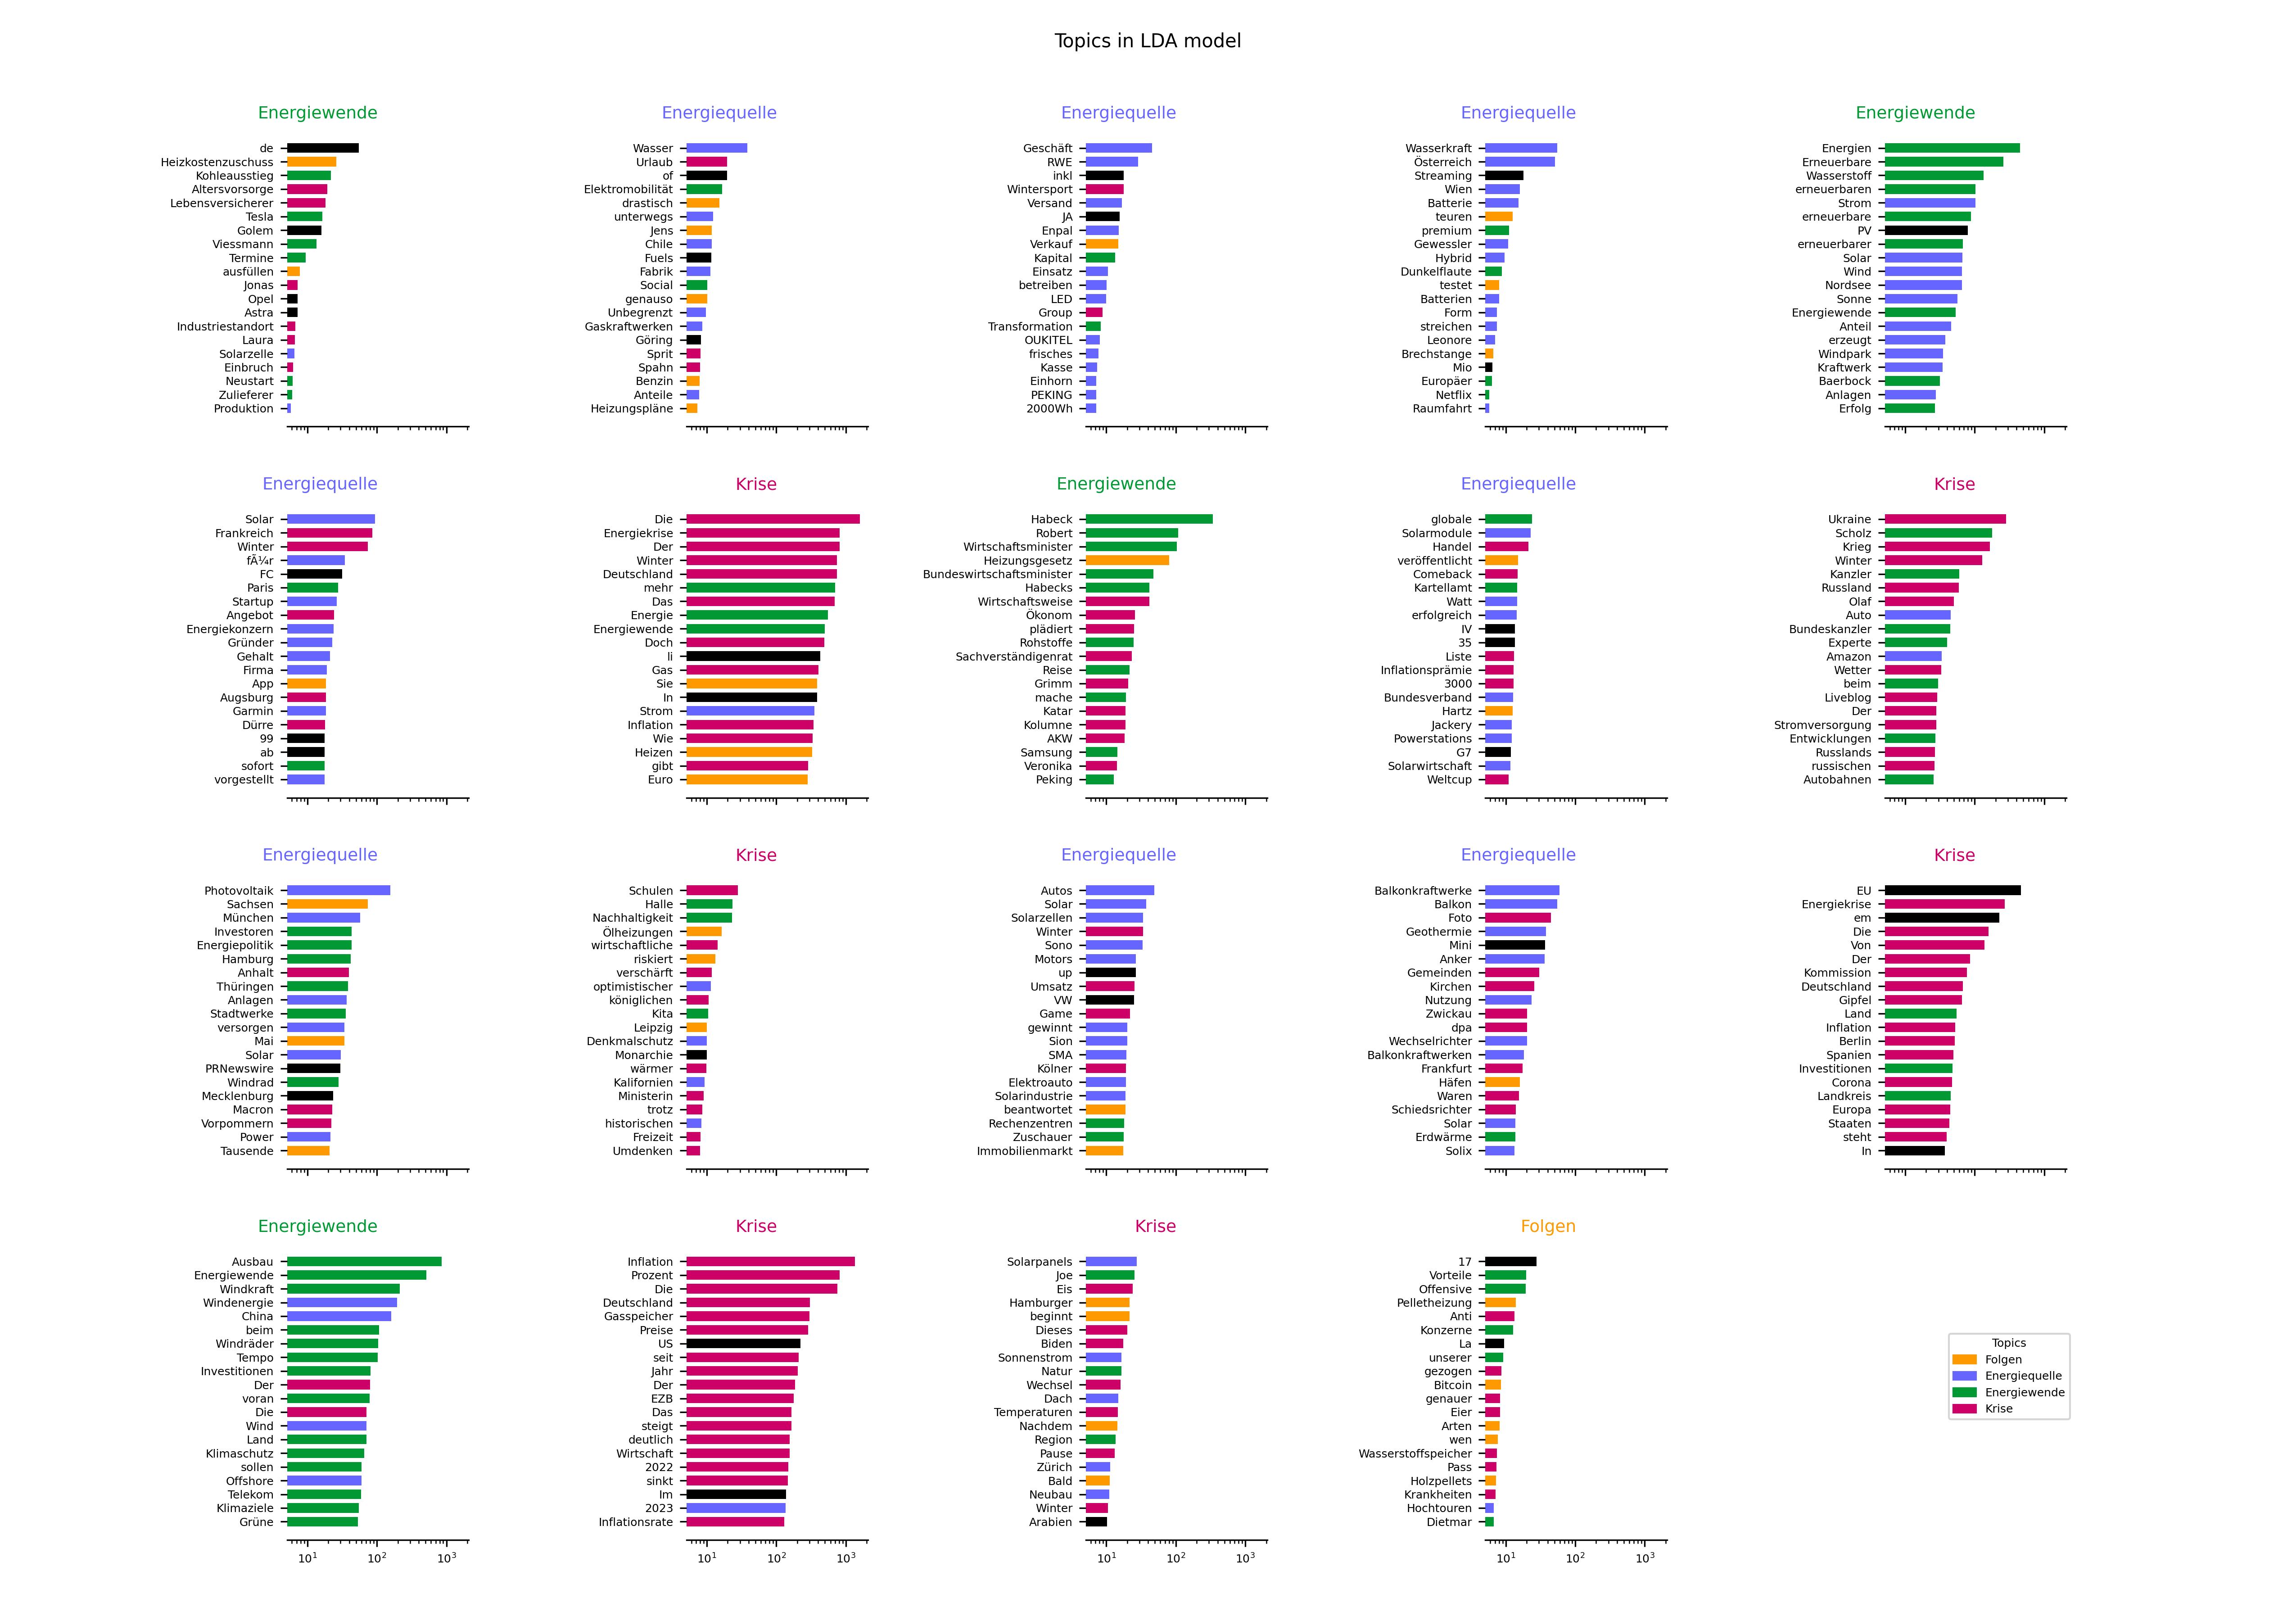 Topics in LDA model
Energiewende
de
Heizkostenzuschuss
Kohleausstieg
Altersvorsorge
Lebensversicherer
Tesla
Golem
Viessmann
Termine
ausfüllen
Jonas
Opel
Astra
Industriestandort
Laura
Solarzelle
Einbruch
Neustart
Zulieferer
Produktion
Energiequelle
Wasser
Urlaub
of
Elektromobilität
drastisch
unterwegs
Jens
Chile
Fuels
Fabrik
Social
genauso
Unbegrenzt
Gaskraftwerken
Göring
Sprit
Spahn
Benzin
Anteile
Heizungspläne
Energiequelle
Geschäft
RWE
inkl
Wintersport
Versand
JA
Enpal
Verkauf
Kapital
Einsatz
betreiben
LED
Group
Transformation
OUKITEL
frisches
Kasse
Einhorn
PEKING
2000Wh
Energiequelle
Wasserkraft
Österreich
Streaming
Wien
Batterie
teuren
premium
Gewessler
Hybrid
Dunkelflaute
testet
Batterien
Form
streichen
Leonore
Brechstange
Mio
Europäer
Netflix
Raumfahrt
Energiewende
Energien
Erneuerbare
Wasserstoff
erneuerbaren
Strom
erneuerbare
PV
erneuerbarer
Solar
Wind
Nordsee
Sonne
Energiewende
Anteil
erzeugt
Windpark
Kraftwerk
Baerbock
Anlagen
Erfolg
Energiequelle
Solar
Frankreich
Winter
fÃ¼r
FC
Paris
Startup
Angebot
Energiekonzern
Gründer
Gehalt
Firma
App
Augsburg
Garmin
Dürre
99
ab
sofort
vorgestellt
Krise
Die
Energiekrise
Der
Winter
Deutschland
mehr
Das
Energie
Energiewende
Doch
li
Gas
Sie
In
Strom
Inflation
Wie
Heizen
gibt
Euro
Energiewende
Habeck
Robert
Wirtschaftsminister
Heizungsgesetz
Bundeswirtschaftsminister
Habecks
Wirtschaftsweise
Ökonom
plädiert
Rohstoffe
Sachverständigenrat
Reise
Grimm
mache
Katar
Kolumne
AKW
Samsung
Veronika
Peking
Energiequelle
globale
Solarmodule
Handel
veröffentlicht
Comeback
Kartellamt
Watt
erfolgreich
IV
35
Liste
Inflationsprämie
3000
Bundesverband
Hartz
Jackery
Powerstations
G7
Solarwirtschaft
Weltcup
Krise
Ukraine
Scholz
Krieg
Winter
Kanzler
Russland
Olaf
Auto
Bundeskanzler
Experte
Amazon
Wetter
beim
Liveblog
Der
Stromversorgung
Entwicklungen
Russlands
russischen
Autobahnen
Energiequelle
Photovoltaik
Sachsen
München
Investoren
Energiepolitik
Hamburg
Anhalt
Thüringen
Anlagen
Stadtwerke
versorgen
Mai
Solar
PRNewswire
Windrad
Mecklenburg
Macron
Vorpommern
Power
Tausende
Krise
Schulen
Halle
Nachhaltigkeit
Ölheizungen
wirtschaftliche
riskiert
verschärft
optimistischer
königlichen
Kita
Leipzig
Denkmalschutz
Monarchie
wärmer
Kalifornien
Ministerin
trotz
historischen
Freizeit
Umdenken
Energiequelle
Autos
Solar
Solarzellen
Winter
Sono
Motors
up
Umsatz
VW
Game
gewinnt
Sion
SMA
Kölner
Elektroauto
Solarindustrie
beantwortet
Rechenzentren
Zuschauer
Immobilienmarkt
Energiequelle
Balkonkraftwerke
Balkon
Foto
Geothermie
Mini
Anker
Gemeinden
Kirchen
Nutzung
Zwickau
dpa
Wechselrichter
Balkonkraftwerken
Frankfurt
Häfen
Waren
Schiedsrichter
Solar
Erdwärme
Solix
Krise
EU
Energiekrise
em
Die
Von
Der
Kommission
Deutschland
Gipfel
Land
Inflation
Berlin
Spanien
Investitionen
Corona
Landkreis
Europa
Staaten
steht
In
Energiewende
Ausbau
Energiewende
Windkraft
Windenergie
China
beim
Windräder
Tempo
Investitionen
Der
voran
Die
Wind
Land
Klimaschutz
sollen
Offshore
Telekom
Klimaziele
Grüne
10¹ 10² 10³
Krise
Inflation
Prozent
Die
Deutschland
Gasspeicher
Preise
US
seit
Jahr
Der
EZB
Das
steigt
deutlich
Wirtschaft
2022
sinkt
Im
2023
Inflationsrate
10¹ 10² 10³
Krise
Solarpanels
Joe
Eis
Hamburger
beginnt
Dieses
Biden
Sonnenstrom
Natur
Wechsel
Dach
Temperaturen
Nachdem
Region
Pause
Zürich
Bald
Neubau
Winter
Arabien
10¹ 10² 10³
Folgen
17
Vorteile
Offensive
Pelletheizung
Anti
Konzerne
La
unserer
gezogen
Bitcoin
genauer
Eier
Arten
wen
Wasserstoffspeicher
Pass
Holzpellets
Krankheiten
Hochtouren
Dietmar
10¹ 10² 10³
Topics
Folgen
Energiequelle
Energiewende
Krise